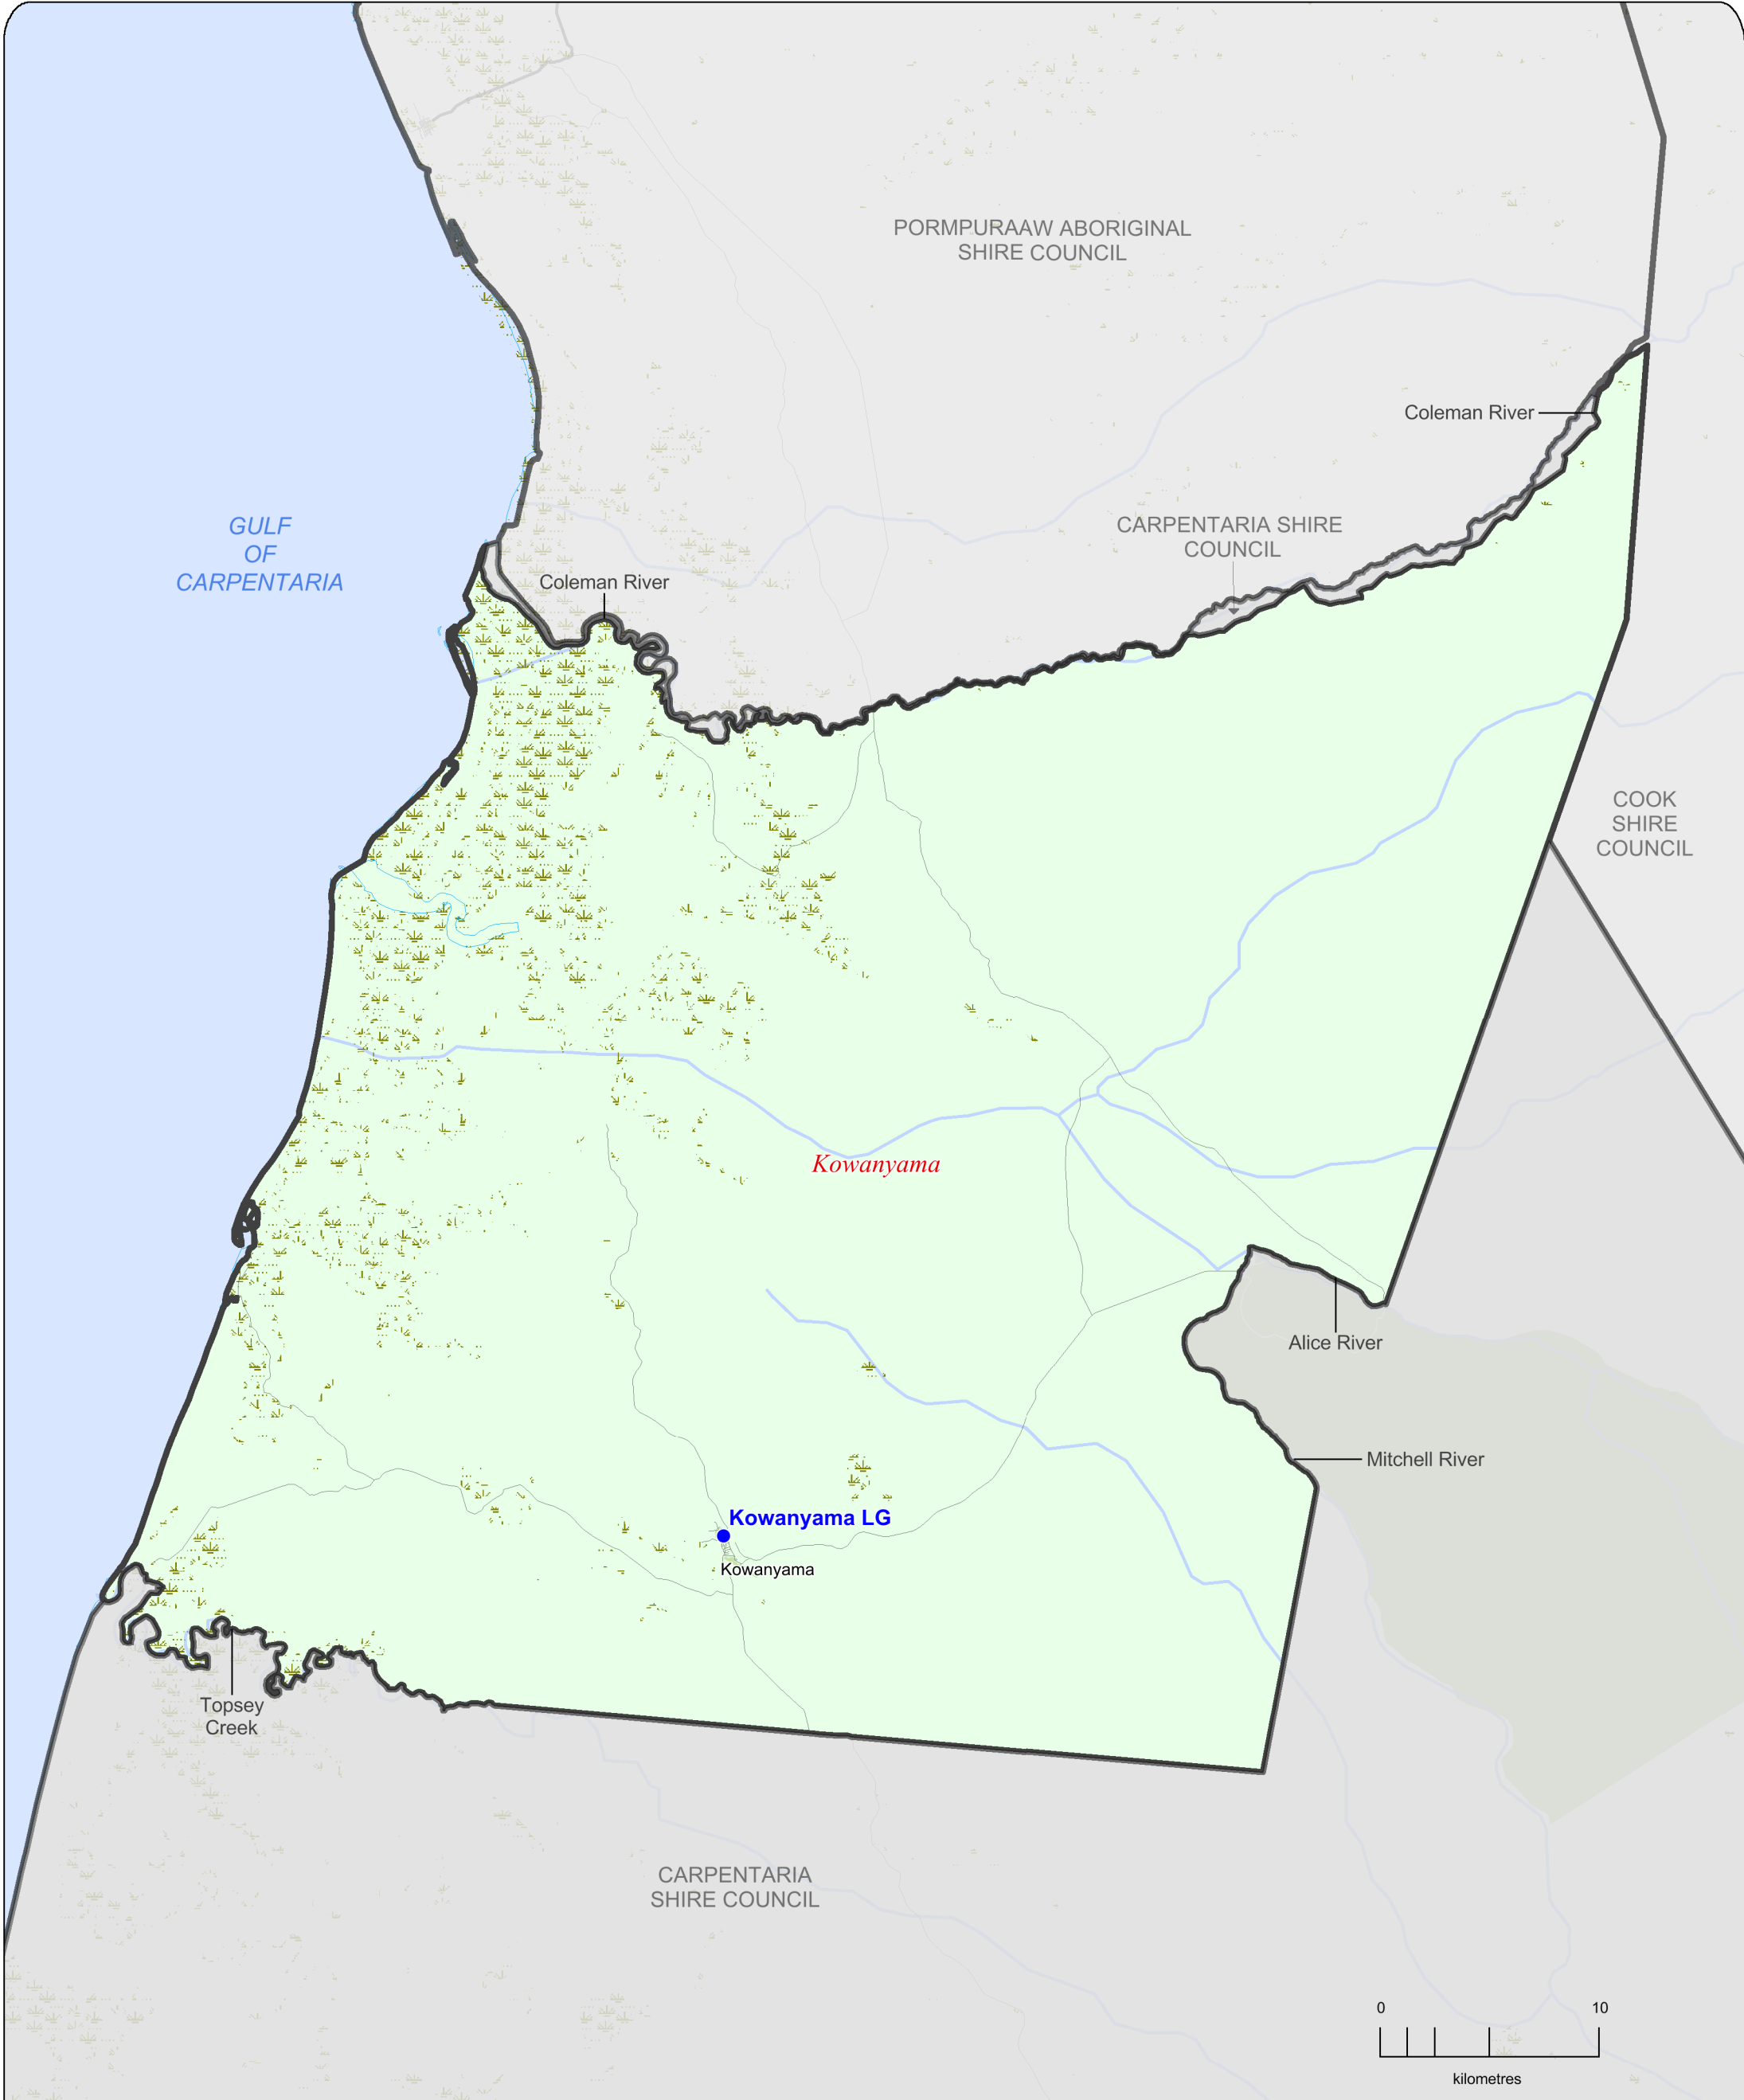 PORMPURAAW ABORIGINAL
SHIRE COUNCIL
Coleman River
GULF
OF
CARPENTARIA
CARPENTARIA SHIRE
COUNCIL
Coleman River
COOK
SHIRE
COUNCIL
Kowanyama
Alice River
Mitchell River
Kowanyama LG
Kowanyama
Topsey
Creek
CARPENTARIA
SHIRE COUNCIL
0 10
kilometres